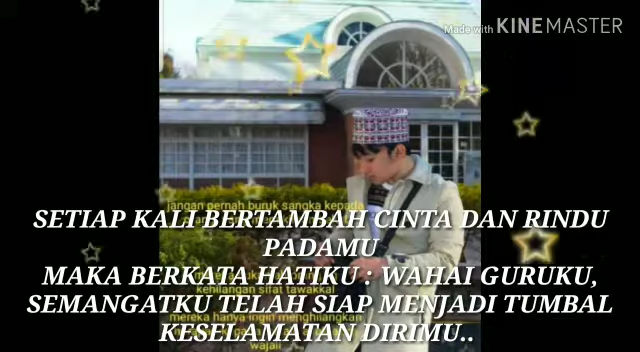 Made with KINEMASTER
jangan pernah buruk sangka kepada
SETIAP KALI BERTAMBAH CINTA DAN RINDU
PADAMU
MAKA BERKATA HATIKU : WAHAI GURUKU,
kehilangan sifat tawakkal
SEMANGATKU TELAH SIAP MENJADI TUMBAL
mereka hanya ingin menghilangkan
KESELAMATAN DIRIMU..
wajali